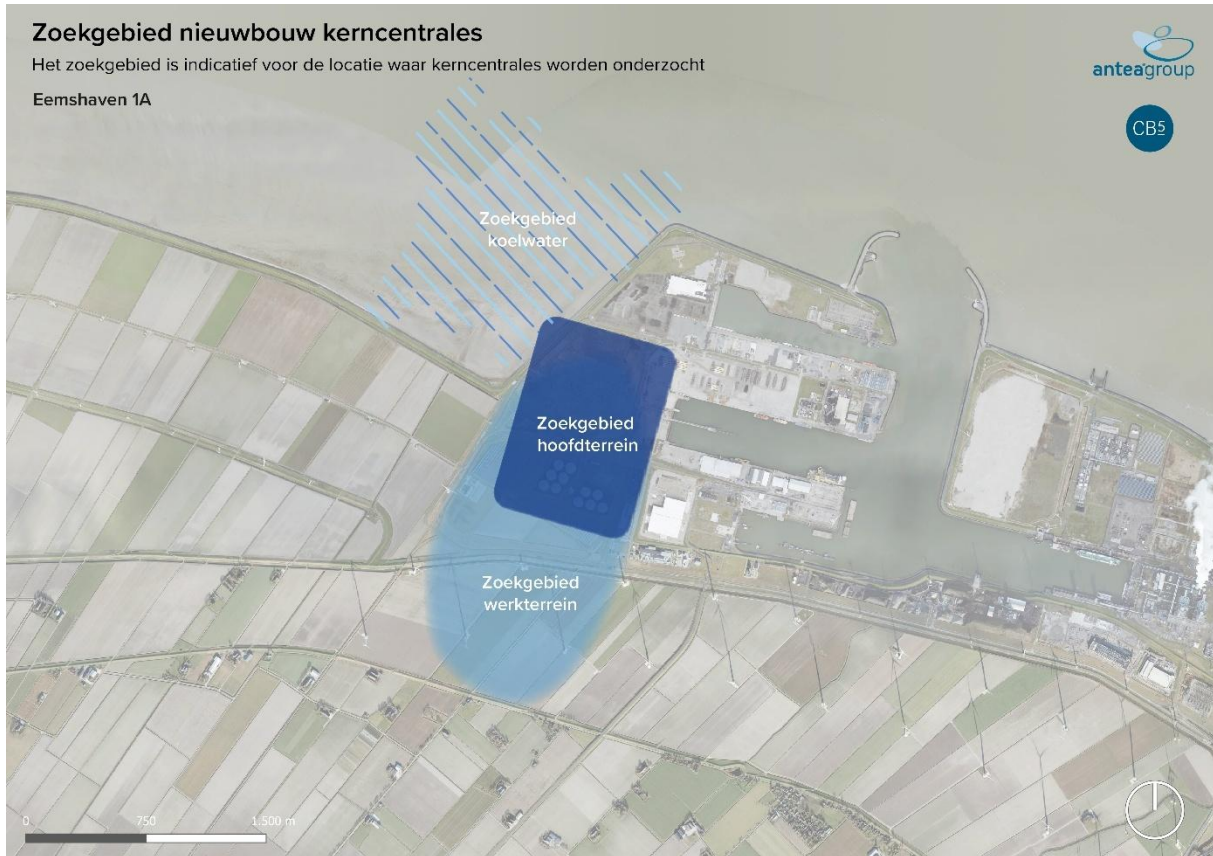 Zoekgebied nieuwbouw kerncentrales
Het zoekgebied is indicatief voor de locatie waar kerncentrales worden onderzocht
Eemshaven 1A
anteagroup
CB5
Zoekgebied
koelwater
Zoekgebied
hoofdterrein
Zoekgebied
werkterrein
0 750 1.500 m